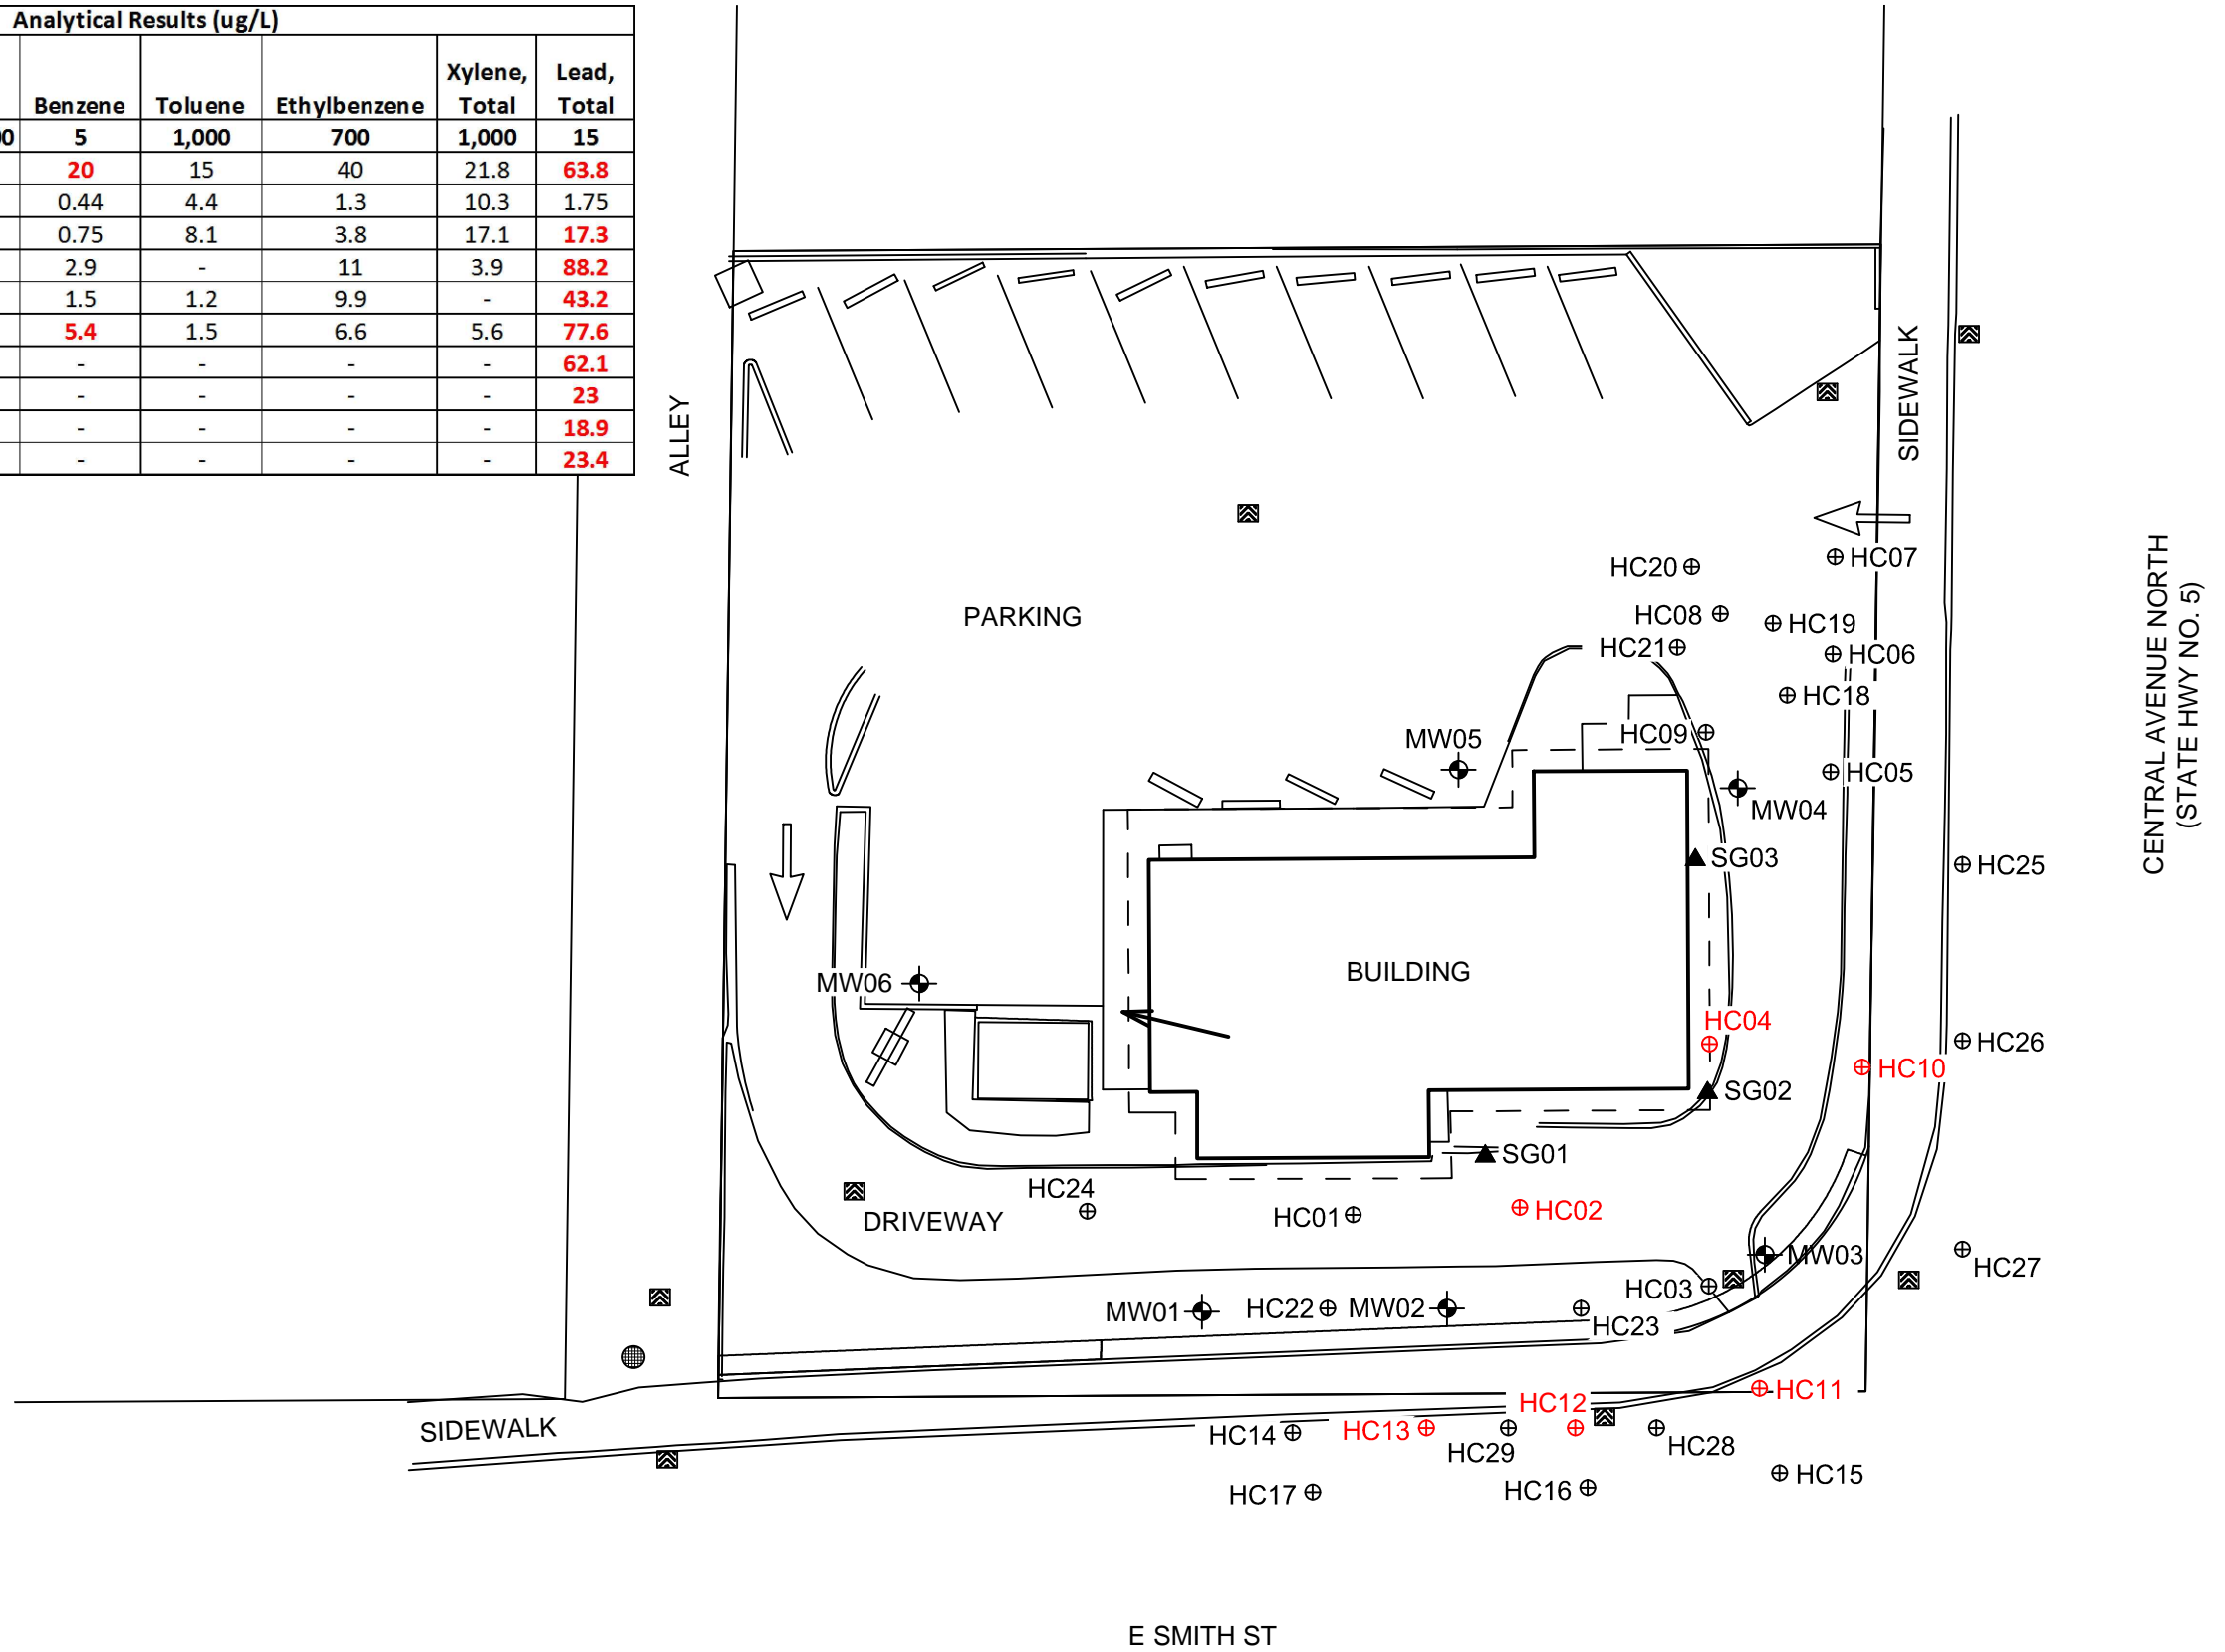 Analytical Results (ug/L)
Benzene Toluene Ethylbenzene Xylene, Total Lead, Total
5 1,000 700 1,000 15
20 15 40 21.8 63.8
0.44 4.4 1.3 10.3 1.75
0.75 8.1 3.8 17.1 17.3
2.9 - 11 3.9 88.2
1.5 1.2 9.9 - 43.2
5.4 1.5 6.6 5.6 77.6
- - - - 62.1
- - - - 23
- - - - 18.9
- - - - 23.4
ALLEY
SIDEWALK
CENTRAL AVENUE NORTH
(STATE HWY NO. 5)
HC07
HC20
PARKING
HC08
HC19
HC21
HC06
HC18
HC09
MW05
HC05
MW04
SG03
HC25
BUILDING
MW06
HC04
HC26
HC10
SG02
SG01
HC24
HC02
HC01
DRIVEWAY
MW03
HC27
HC03
MW01
HC22
MW02
HC23
HC11
HC12
SIDEWALK
HC14
HC13
HC29
HC28
HC15
HC17
HC16
E SMITH ST